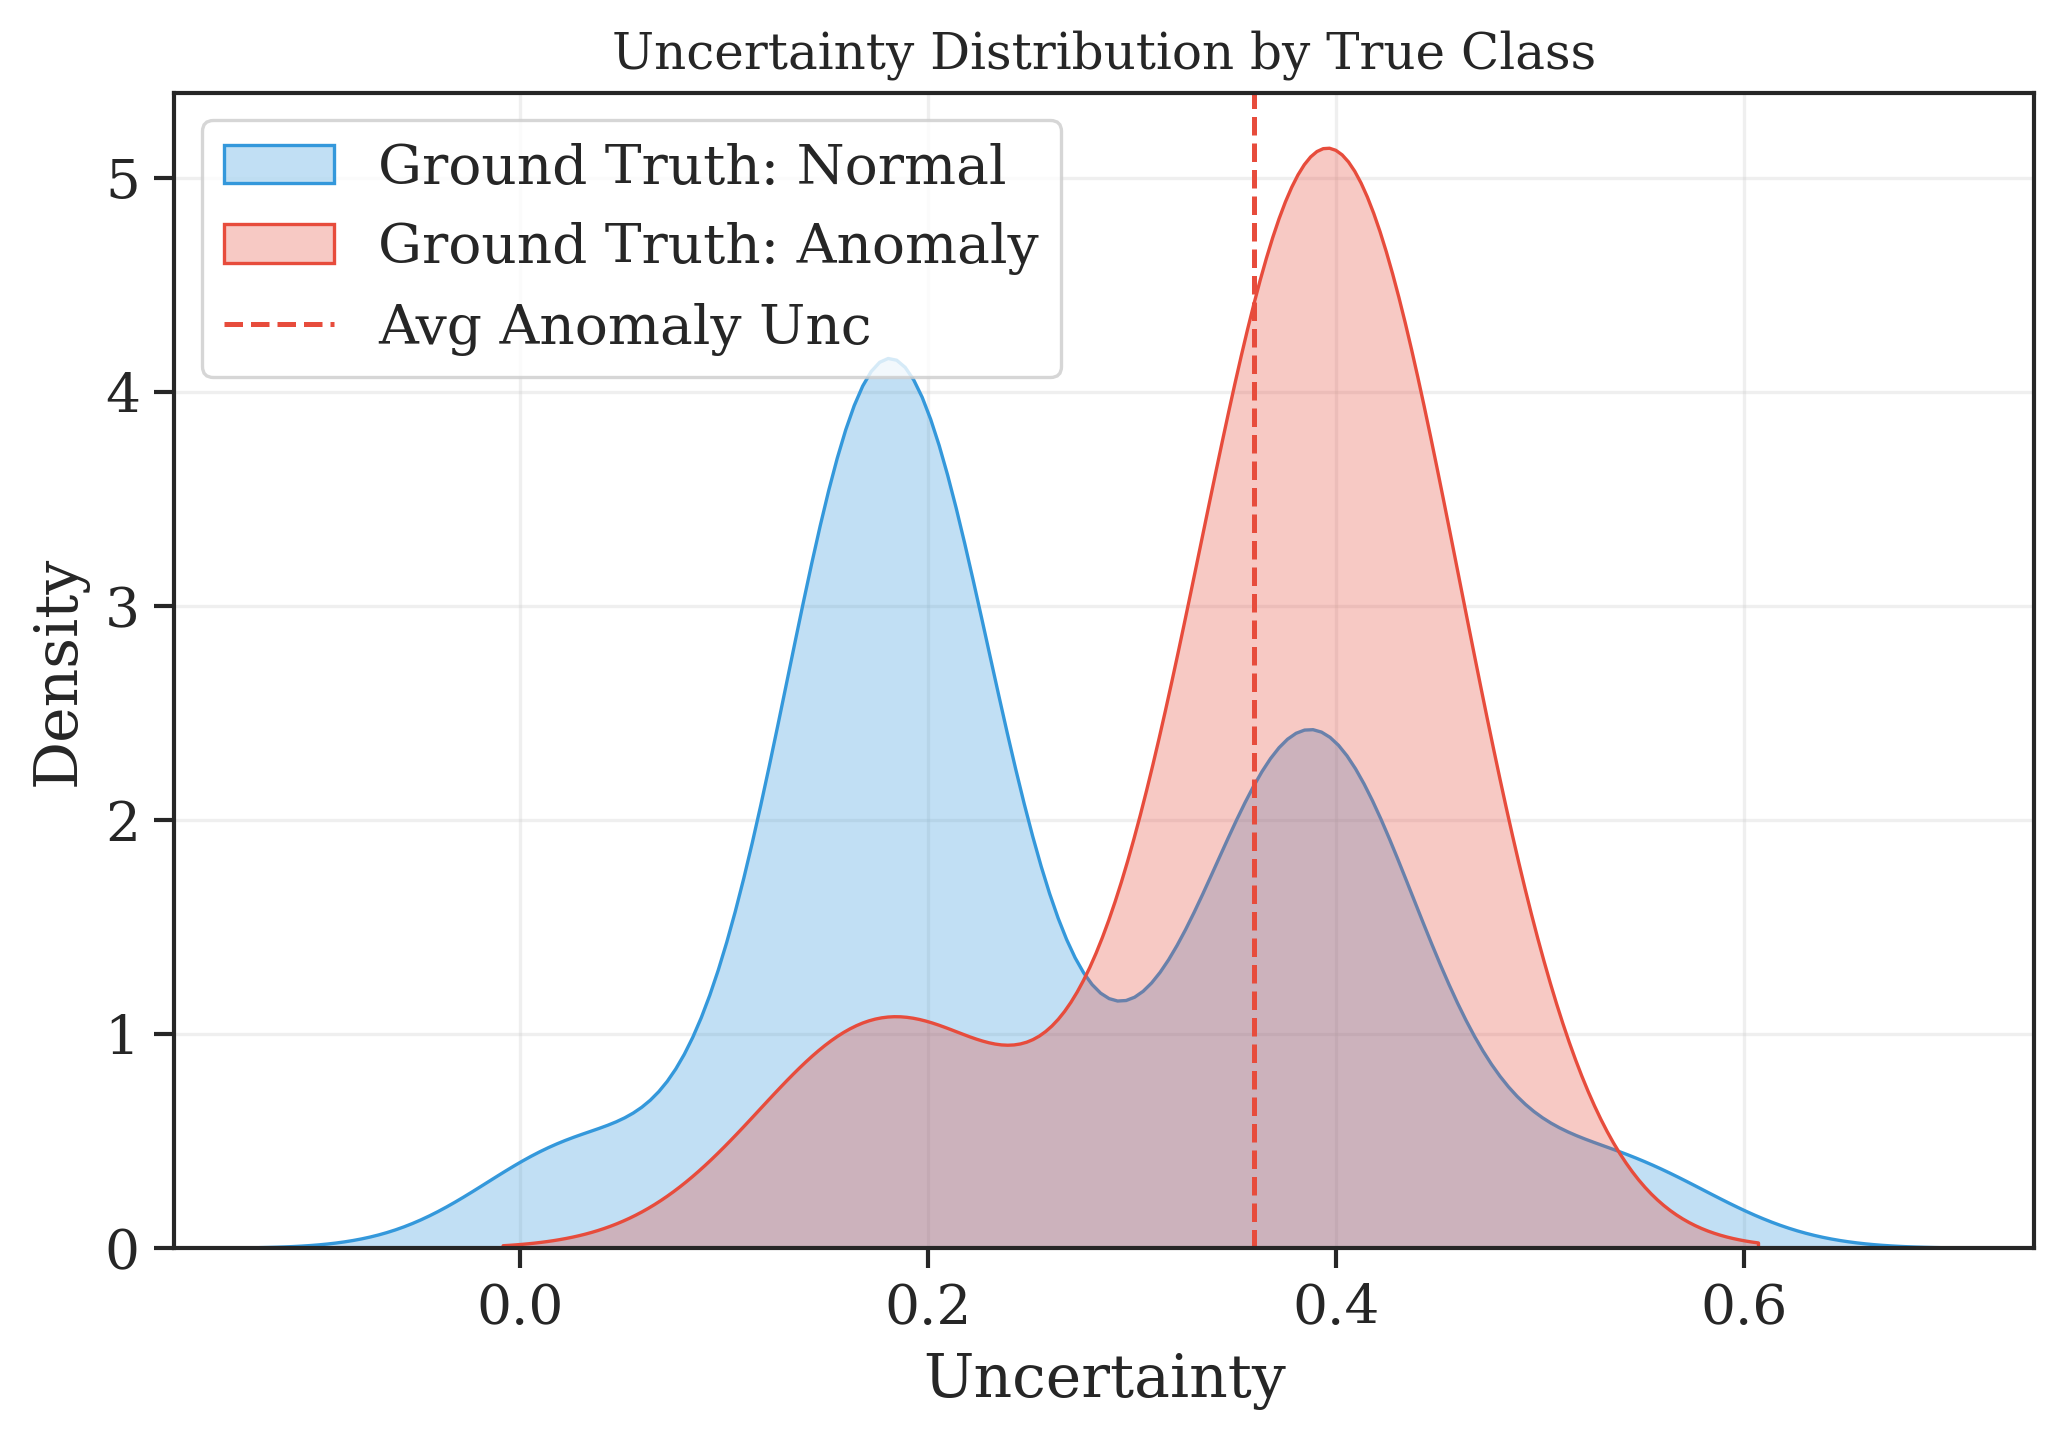 Uncertainty Distribution by True Class
Ground Truth: Normal
Ground Truth: Anomaly
Avg Anomaly Unc
Density
5
4
3
2
1
0
0.0 0.2 0.4 0.6
Uncertainty